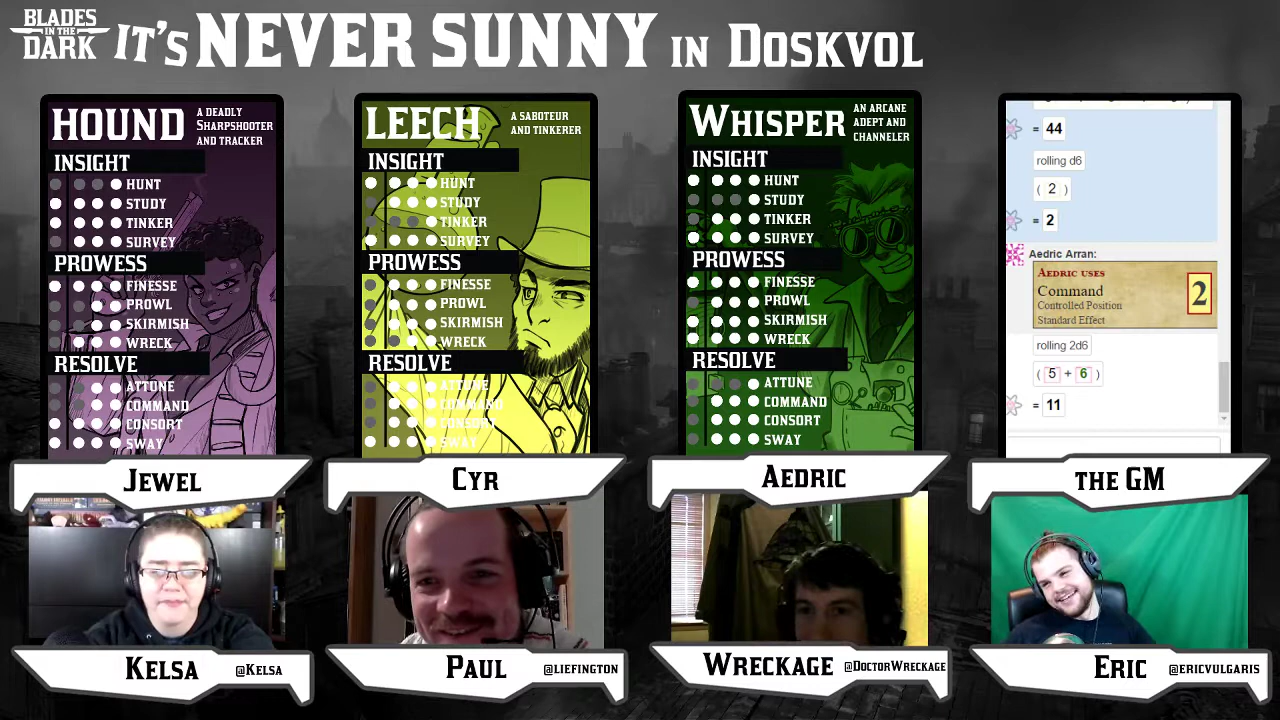 BLADES
IN THE
DARK
IT'S NEVER SUNNY IN DOSKVOL
HOUND
A DEADLY
SHARPSHOOTER
AND TRACKER
INSIGHT
HUNT
STUDY
TINKER
SURVEY
PROWESS
FINESSE
PROWL
SKIRMISH
WRECK
RESOLVE
ATTUNE
COMMAND
CONSORT
SWAY
JEWEL
KELSA @KELSA
LEECH
A SABOTEUR
AND TINKERER
INSIGHT
HUNT
STUDY
TINKER
SURVEY
PROWESS
FINESSE
PROWL
SKIRMISH
WRECK
RESOLVE
ATTUNE
COMMAND
CONSORT
SWAY
CYR
PAUL @LIEFINGTON
WHISPER
AN ARCANE
ADEPT AND
CHANNELER
INSIGHT
HUNT
STUDY
TINKER
SURVEY
PROWESS
FINESSE
PROWL
SKIRMISH
WRECK
RESOLVE
ATTUNE
COMMAND
CONSORT
SWAY
AEDRIC
WRECKAGE @DOCTORWRECKAGE
= 44
rolling d6
( 2 )
= 2
Aedric Arran:
AEDRIC USES
Command
Controlled Position
Standard Effect
2
rolling 2d6
( 5 + 6 )
= 11
THE GM
ERIC @ERICVULGARIS